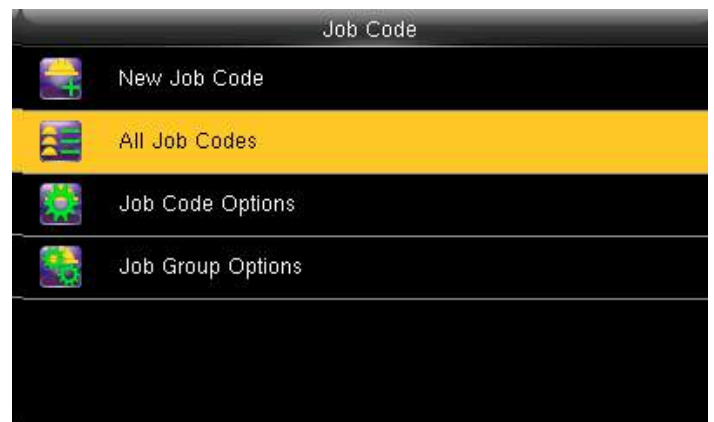 Job Code
New Job Code
All Job Codes
Job Code Options
Job Group Options